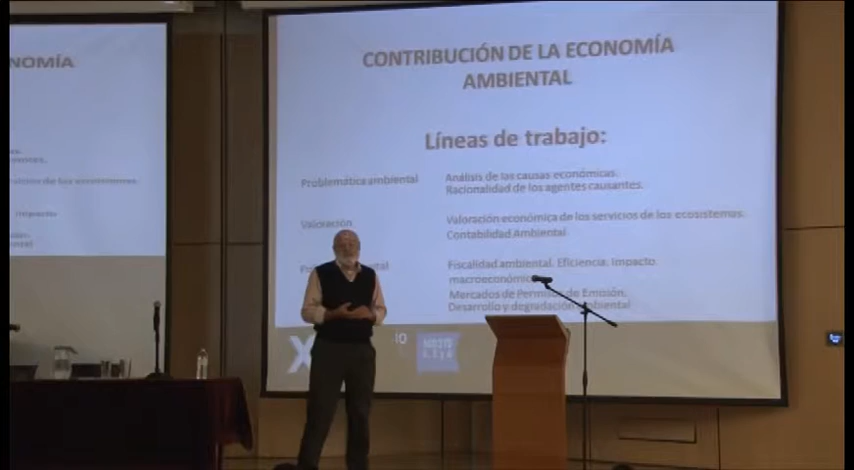 ONOMÍA
CONTRIBUCIÓN DE LA ECONOMÍA
AMBIENTAL
Líneas de trabajo:
Problemática ambiental
Análisis de las causas económicas.
Racionalidad de los agentes causantes.
Valoración
Valoración económica de los servicios de los ecosistemas.
Contabilidad Ambiental
Fiscalidad ambiental. Eficiencia. Impacto
macroeconómico
Mercados de Permisos de Emisión.
Desarrollo y degradación ambiental
X
IO
AGOSTO